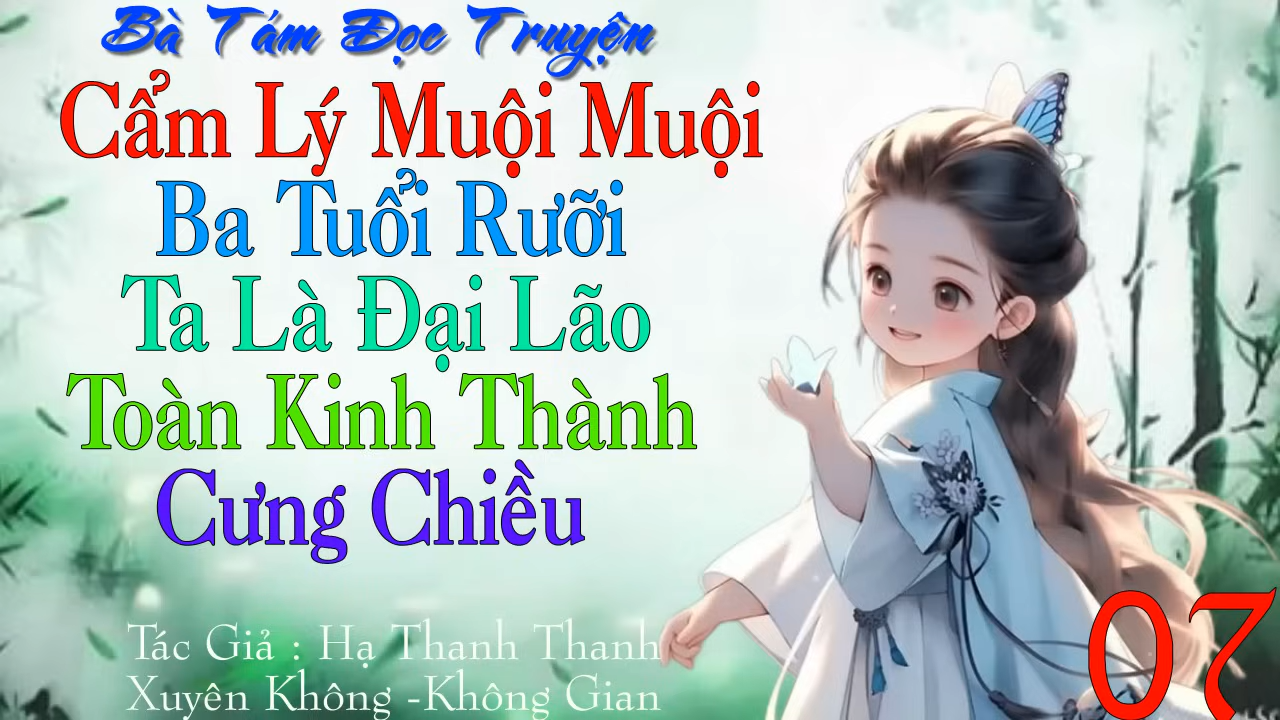 Bà Tám Đọc Truyện
Cẩm Lý Muội Muội
Ba Tuổi Rưỡi
Ta Là Đại Lão
Toàn Kinh Thành
Cưng Chiều
Tác Giả : Hạ Thanh Thanh
Xuyên Không -Không Gian
07